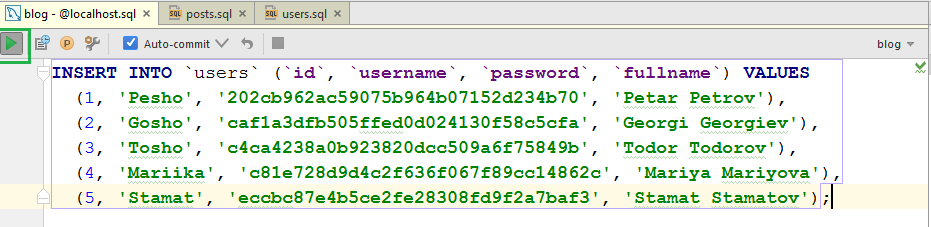 blog - @localhost.sql × posts.sql × users.sql ×
Auto-commit blog
INSERT INTO `users` (`id`, `username`, `password`, `fullname`) VALUES
(1, 'Pesho', '202cb962ac59075b964b07152d234b70', 'Petar Petrov'),
(2, 'Gosho', 'caf1a3dfb505ffed0d024130f58c5cfa', 'Georgi Georgiev'),
(3, 'Tosho', 'c4ca4238a0b923820dcc509a6f75849b', 'Todor Todorov'),
(4, 'Mariika', 'c81e728d9d4c2f636f067f89cc14862c', 'Mariya Mariyova'),
(5, 'Stamat', 'eccbc87e4b5ce2fe28308fd9f2a7baf3', 'Stamat Stamatov');